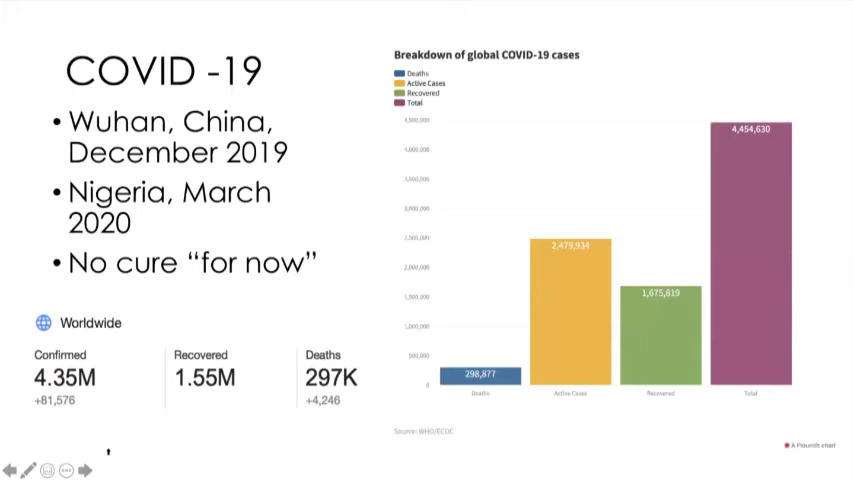 COVID -19
• Wuhan, China,
December 2019
• Nigeria, March
2020
• No cure “for now”
Worldwide
Confirmed
4.35M
+81,576
Recovered
1.55M
Deaths
297K
+4,246
Breakdown of global COVID-19 cases
Deaths
Active Cases
Recovered
Total
4,500,000
4,000,000
3,500,000
3,000,000
2,500,000
2,000,000
1,500,000
1,000,000
500,000
0
298,877
2,479,934
1,675,819
4,454,630
Deaths
Active Cases
Recovered
Total
Source: WHO/ECDC
A Flourish chart